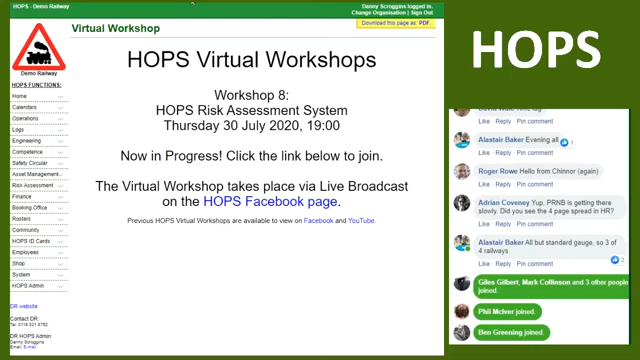 HOPS - Demo Railway
Danny Scroggins logged in.
Change Organisation | Sign Out
Download this page as: PDF.
Virtual Workshop
Demo Railway
HOPS FUNCTIONS:
Home
Calendars
Operations
Logs
Engineering
Competence
Safety Circular
Asset Management
Risk Assessment
Finance
Booking Office
Rosters
Community
HOPS ID Cards
Employees
Shop
System
HOPS Admin
DR website
Contact DR:
Tel: 0118 321 8752
DR HOPS Admin
Danny Scroggins
Email: E-mail
HOPS Virtual Workshops
Workshop 8:
HOPS Risk Assessment System
Thursday 30 July 2020, 19:00
Now in Progress! Click the link below to join.
The Virtual Workshop takes place via Live Broadcast
on the HOPS Facebook page.
Previous HOPS Virtual Workshops are available to view on Facebook and YouTube.
HOPS
Like · Reply · Pin comment
Alastair Baker Evening all
1
Like · Reply · Pin comment
Roger Rowe Hello from Chinnor (again)
Like · Reply · Pin comment
Adrian Coveney Yup, PRNB is getting there
slowly. Did you see the 4 page spread in HR?
Like · Reply · Pin comment
Alastair Baker All but standard gauge, so 3 of
4 railways
2
Like · Reply · Pin comment
Giles Gilbert, Mark Collinson and 3 other people
joined.
Phil McIver joined.
Ben Greening joined.